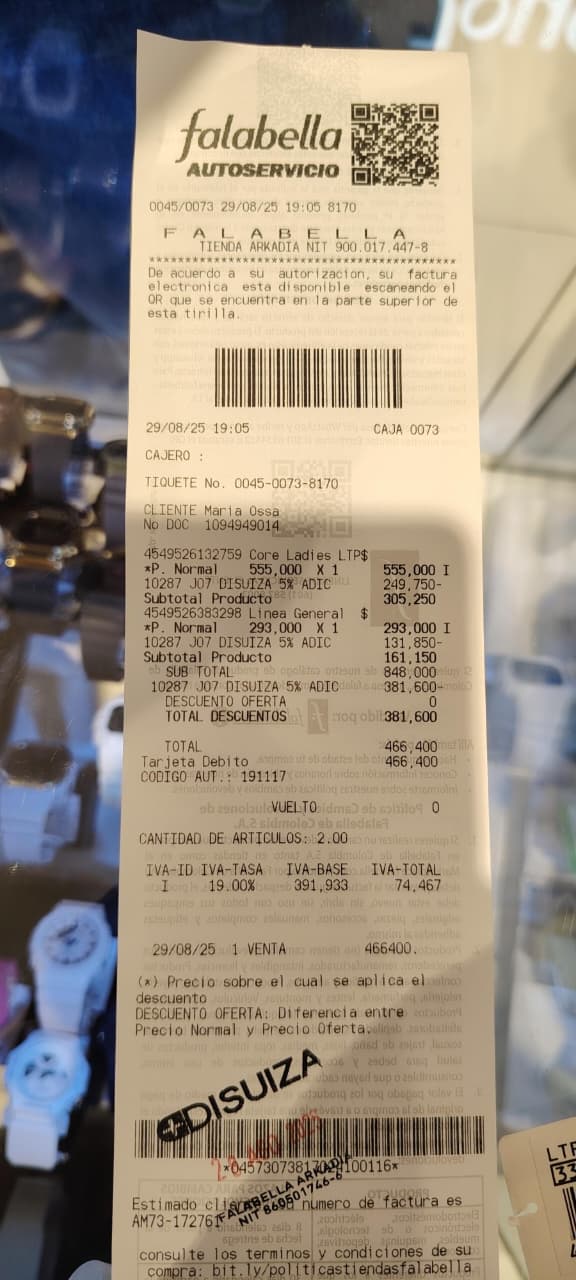 falabella
AUTOSERVICIO
0045/0073 29/08/25 19:05 8170
F A L A B E L L A
TIENDA ARKADIA NIT 900.017.447-8
********************************************
De acuerdo a su autorizacion, su factura
electronica esta disponible escaneando el
QR que se encuentra en la parte superior de
esta tirilla.
29/08/25 19:05 CAJA 0073
CAJERO :
TIQUETE No. 0045-0073-8170
CLIENTE Maria Ossa
No DOC 1094949014
4549526132759 Core Ladies LTP$
*P. Normal 555,000 X 1 555,000 I
10287 J07 DISUIZA 5% ADIC 249,750-
Subtotal Producto 305,250
4549526383298 Linea General $
*P. Normal 293,000 X 1 293,000 I
10287 J07 DISUIZA 5% ADIC 131,850-
Subtotal Producto 161,150
SUB TOTAL 848,000
10287 J07 DISUIZA 5% ADIC 381,600-
DESCUENTO OFERTA 0
TOTAL DESCUENTOS 381,600
TOTAL 466,400
Tarjeta Debito 466,400
CODIGO AUT.: 191117
VUELTO 0
CANTIDAD DE ARTICULOS: 2.00
IVA-ID IVA-TASA IVA-BASE IVA-TOTAL
I 19.00% 391,933 74,467
29/08/25 1 VENTA 466400.
(*) Precio sobre el cual se aplica el
descuento
DESCUENTO OFERTA: Diferencia entre
Precio Normal y Precio Oferta.
DISUIZA
FALABELLA ARKADIA
NIT 860501746-6
Estimado numero de factura es
consulte los terminos y condiciones de su
compra: bit.ly/politicastiendasfalabella